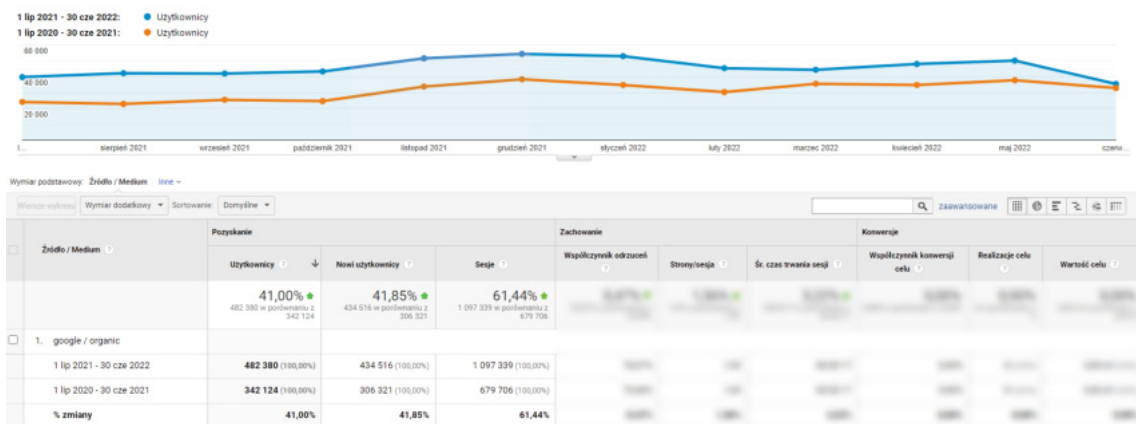 1 lip 2021 - 30 cze 2022: Użytkownicy
1 lip 2020 - 30 cze 2021: Użytkownicy
60 000
40 000
20 000
l... sierpień 2021 wrzesień 2021 październik 2021 listopad 2021 grudzień 2021 styczeń 2022 luty 2022 marzec 2022 kwiecień 2022 maj 2022 czerw...
Wymiar podstawowy: Źródło / Medium Inne
Wiersze wykresu Wymiar dodatkowy Sortowanie: Domyślne zaawansowane
Pozyskanie Zachowanie Konwersje
Źródło / Medium Użytkownicy Nowi użytkownicy Sesje Współczynnik odrzuceń Strony/sesja Śr. czas trwania sesji Współczynnik konwersji celu Realizacje celu Wartość celu
41,00% 41,85% 61,44%
482 380 w porównaniu z 342 124 434 516 w porównaniu z 306 321 1 097 339 w porównaniu z 679 706
1. google / organic
1 lip 2021 - 30 cze 2022 482 380 (100,00%) 434 516 (100,00%) 1 097 339 (100,00%)
1 lip 2020 - 30 cze 2021 342 124 (100,00%) 306 321 (100,00%) 679 706 (100,00%)
% zmiany 41,00% 41,85% 61,44%